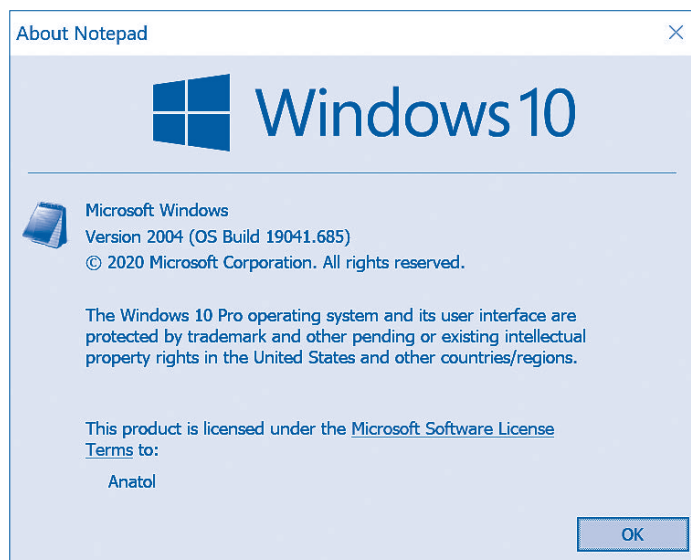 About Notepad
Windows 10
Microsoft Windows
Version 2004 (OS Build 19041.685)
© 2020 Microsoft Corporation. All rights reserved.
The Windows 10 Pro operating system and its user interface are
protected by trademark and other pending or existing intellectual
property rights in the United States and other countries/regions.
This product is licensed under the Microsoft Software License
Terms to:
Anatol
OK